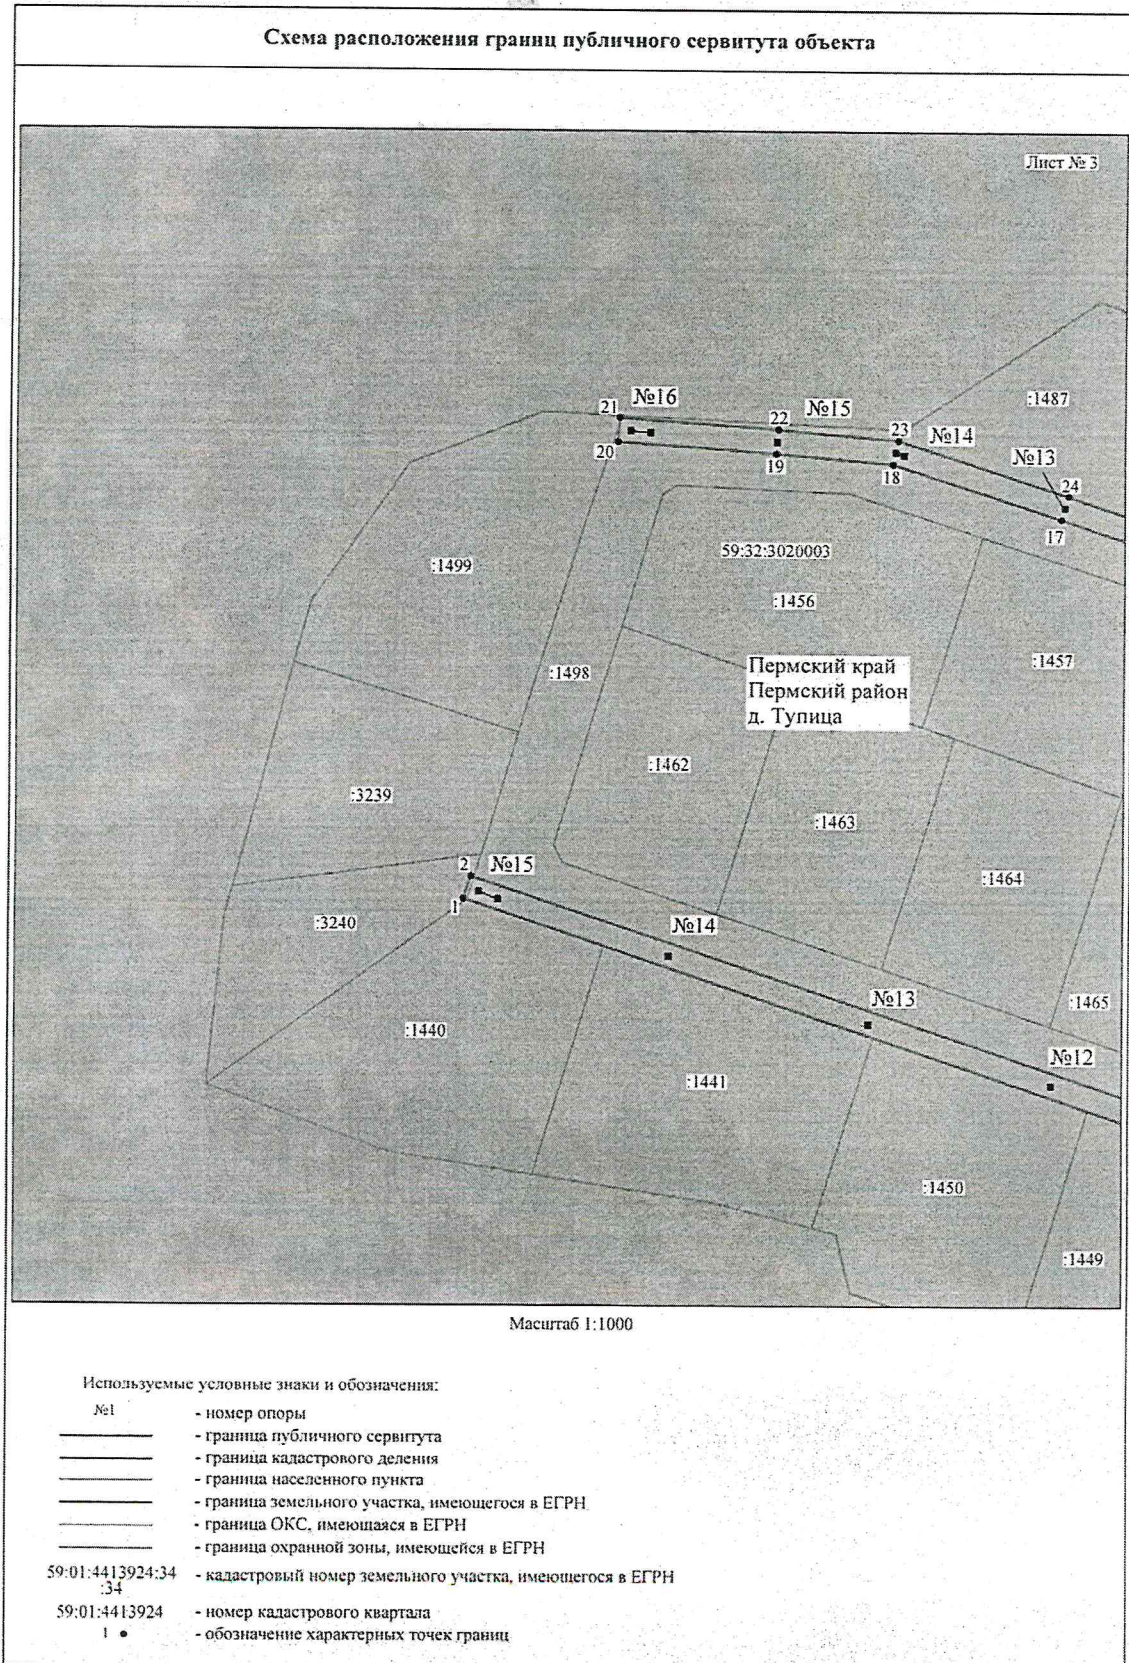 Схема расположения границ публичного сервитута объекта
Лист № 3
:1487
21 №16
22 №15
23
№14
№13
24
20
19
18
17
59:32:3020003
:1499
:1456
:1498
Пермский край
Пермский район
д. Тупица
:1457
:1462
:3239
:1463
2 №15
:1464
1
:3240
№14
№13
:1465
:1440
№12
:1441
:1450
:1449
Масштаб 1:1000
Используемые условные знаки и обозначения:
№1 - номер опоры
- граница публичного сервитута
- граница кадастрового деления
- граница населенного пункта
- граница земельного участка, имеющегося в ЕГРН
- граница ОКС, имеющаяся в ЕГРН
- граница охранной зоны, имеющейся в ЕГРН
59:01:4413924:34 - кадастровый номер земельного участка, имеющегося в ЕГРН
:34
59:01:4413924 - номер кадастрового квартала
1 - обозначение характерных точек границ